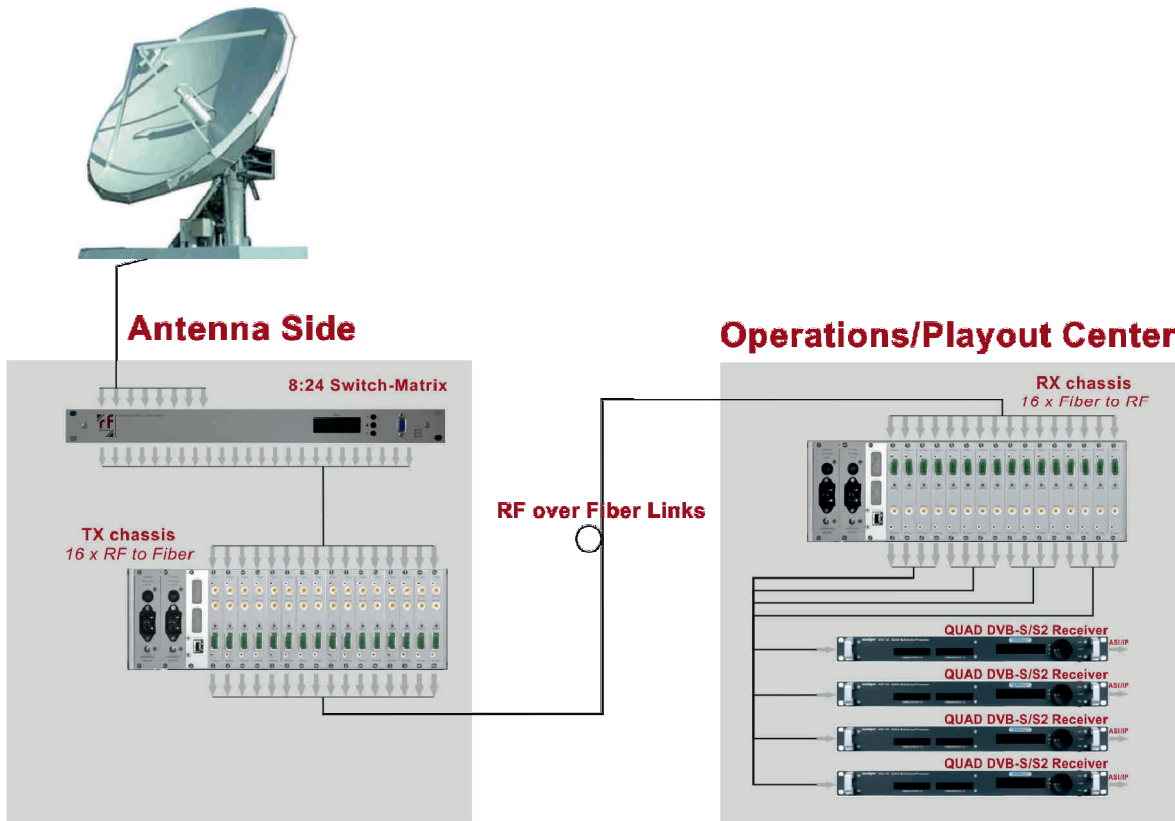 Antenna Side
8:24 Switch-Matrix
rf
TX chassis
16 x RF to Fiber
RF over Fiber Links
Operations/Playout Center
RX chassis
16 x Fiber to RF
QUAD DVB-S/S2 Receiver
ASI/IP
QUAD DVB-S/S2 Receiver
ASI/IP
QUAD DVB-S/S2 Receiver
ASI/IP
QUAD DVB-S/S2 Receiver
ASI/IP